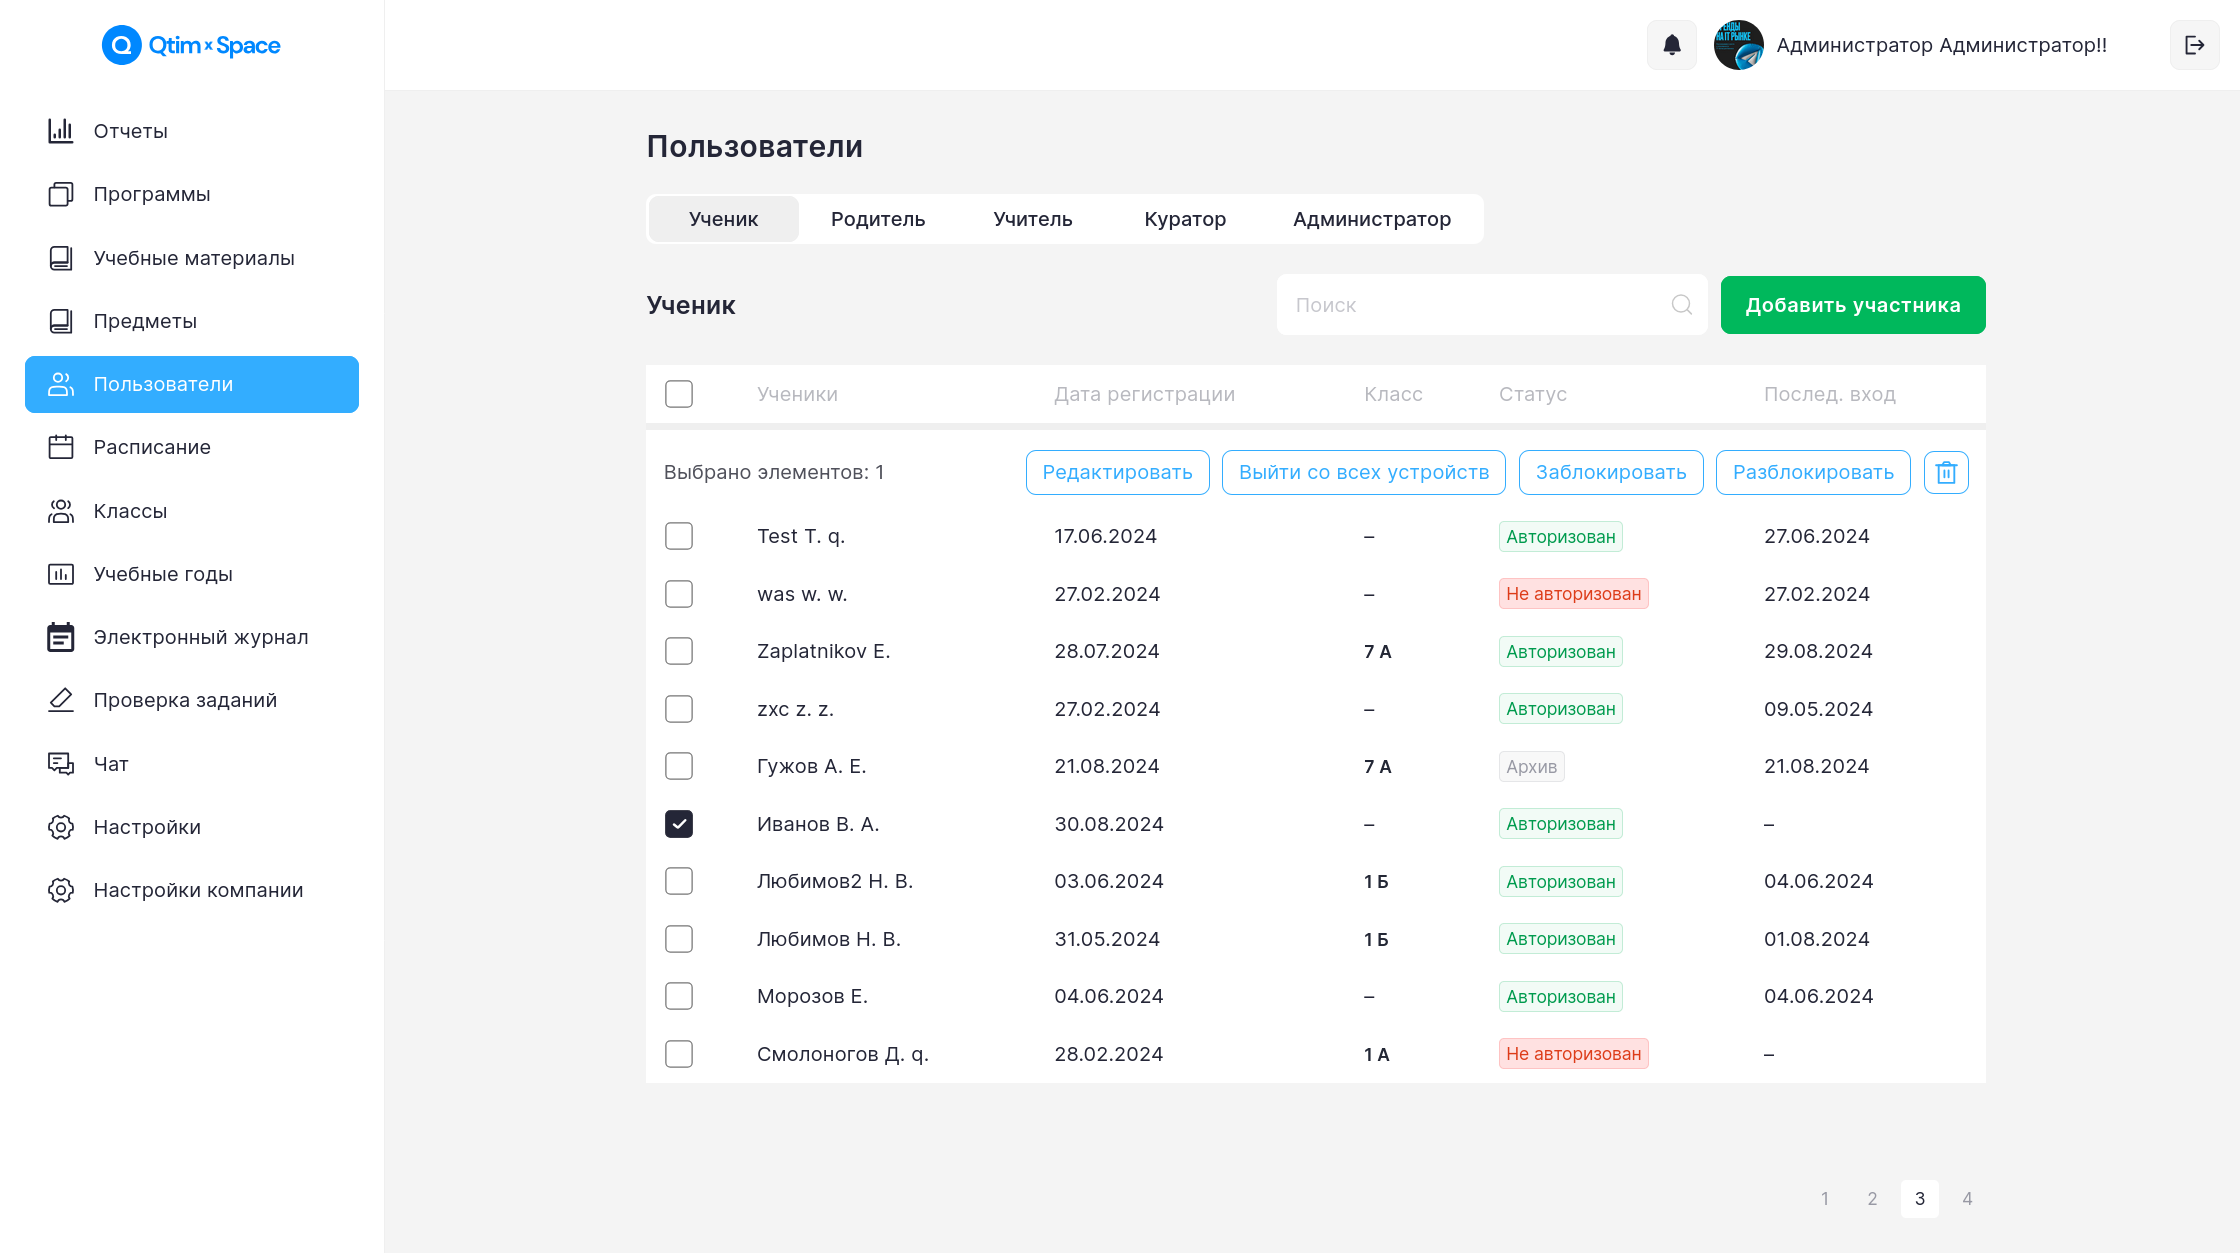 Qtim × Space
Администратор Администратор!!
Отчеты
Программы
Учебные материалы
Предметы
Пользователи
Расписание
Классы
Учебные годы
Электронный журнал
Проверка заданий
Чат
Настройки
Настройки компании
Пользователи
Ученик Родитель Учитель Куратор Администратор
Ученик
Поиск
Добавить участника
Ученики Дата регистрации Класс Статус Послед. вход
Выбрано элементов: 1 Редактировать Выйти со всех устройств Заблокировать Разблокировать
Test T. q. 17.06.2024 – Авторизован 27.06.2024
was w. w. 27.02.2024 – Не авторизован 27.02.2024
Zaplatnikov E. 28.07.2024 7 А Авторизован 29.08.2024
zxc z. z. 27.02.2024 – Авторизован 09.05.2024
Гужов А. Е. 21.08.2024 7 А Архив 21.08.2024
Иванов В. А. 30.08.2024 – Авторизован –
Любимов2 Н. В. 03.06.2024 1 Б Авторизован 04.06.2024
Любимов Н. В. 31.05.2024 1 Б Авторизован 01.08.2024
Морозов Е. 04.06.2024 – Авторизован 04.06.2024
Смолоногов Д. q. 28.02.2024 1 А Не авторизован –
1 2 3 4